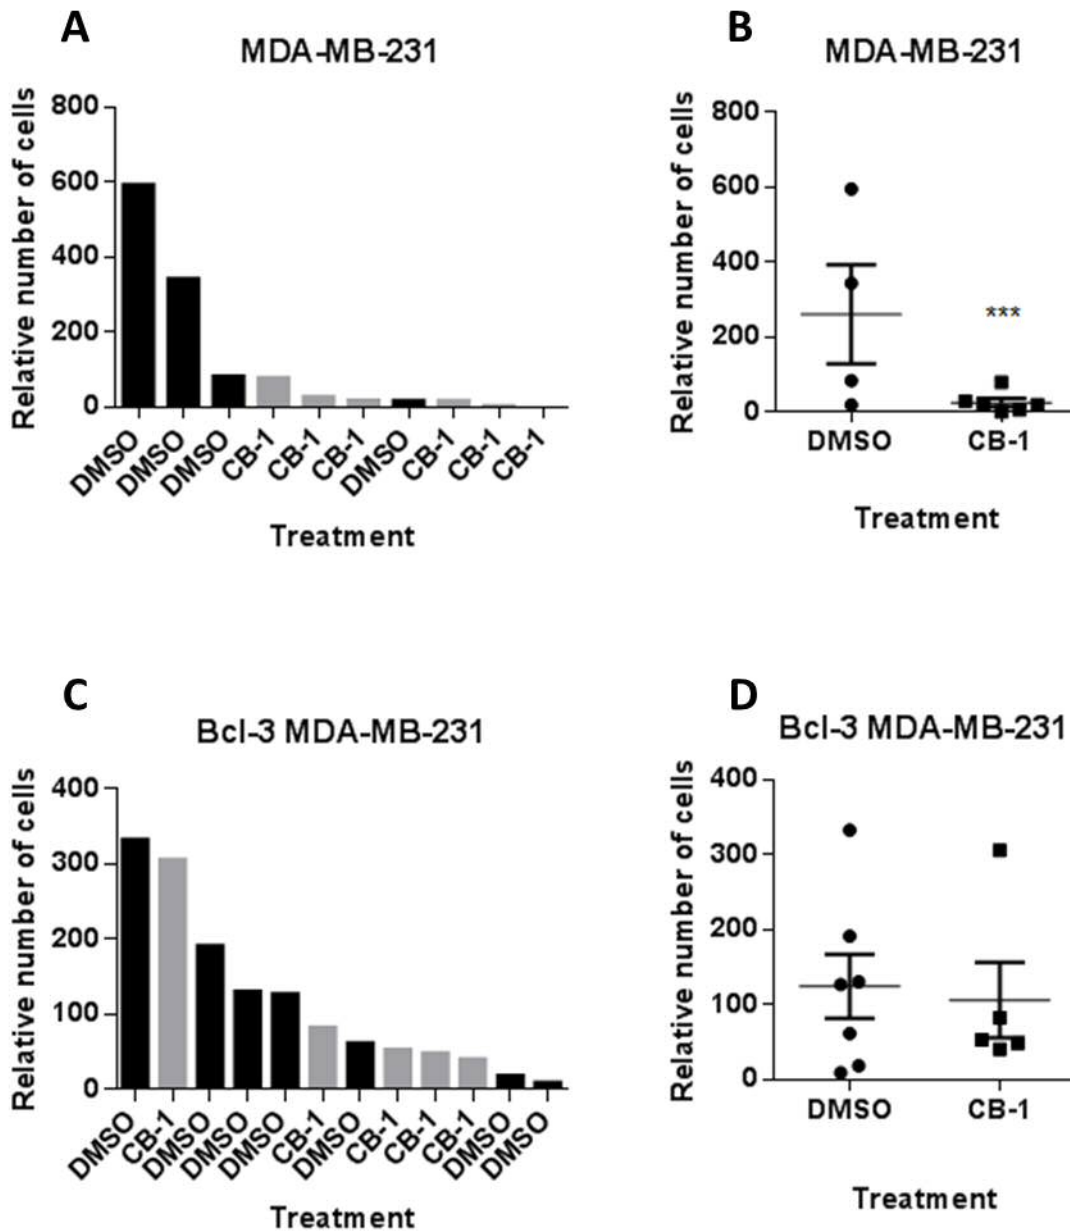 A
MDA-MB-231
Relative number of cells
800
600
400
200
0
DMSO
DMSO
DMSO
CB-1
CB-1
CB-1
DMSO
CB-1
CB-1
CB-1
Treatment
B
MDA-MB-231
Relative number of cells
800
600
400
200
0
***
DMSO
CB-1
Treatment
C
Bcl-3 MDA-MB-231
Relative number of cells
400
300
200
100
0
DMSO
CB-1
DMSO
DMSO
DMSO
CB-1
DMSO
CB-1
CB-1
CB-1
DMSO
DMSO
Treatment
D
Bcl-3 MDA-MB-231
Relative number of cells
400
300
200
100
0
DMSO
CB-1
Treatment